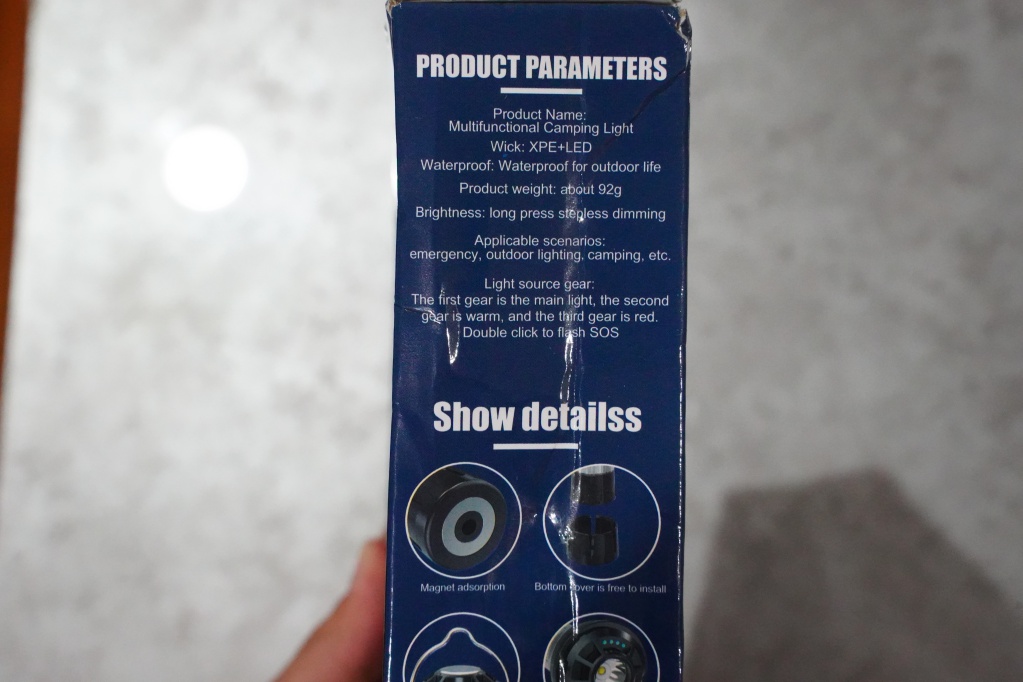 PRODUCT PARAMETERS
Product Name:
Multifunctional Camping Light
Wick: XPE+LED
Waterproof: Waterproof for outdoor life
Product weight: about 92g
Brightness: long press stepless dimming
Applicable scenarios:
emergency, outdoor lighting, camping, etc.
Light source gear:
The first gear is the main light, the second
gear is warm, and the third gear is red.
Double click to flash SOS
Show detailss
Magnet adsorption
Bottom cover is free to install